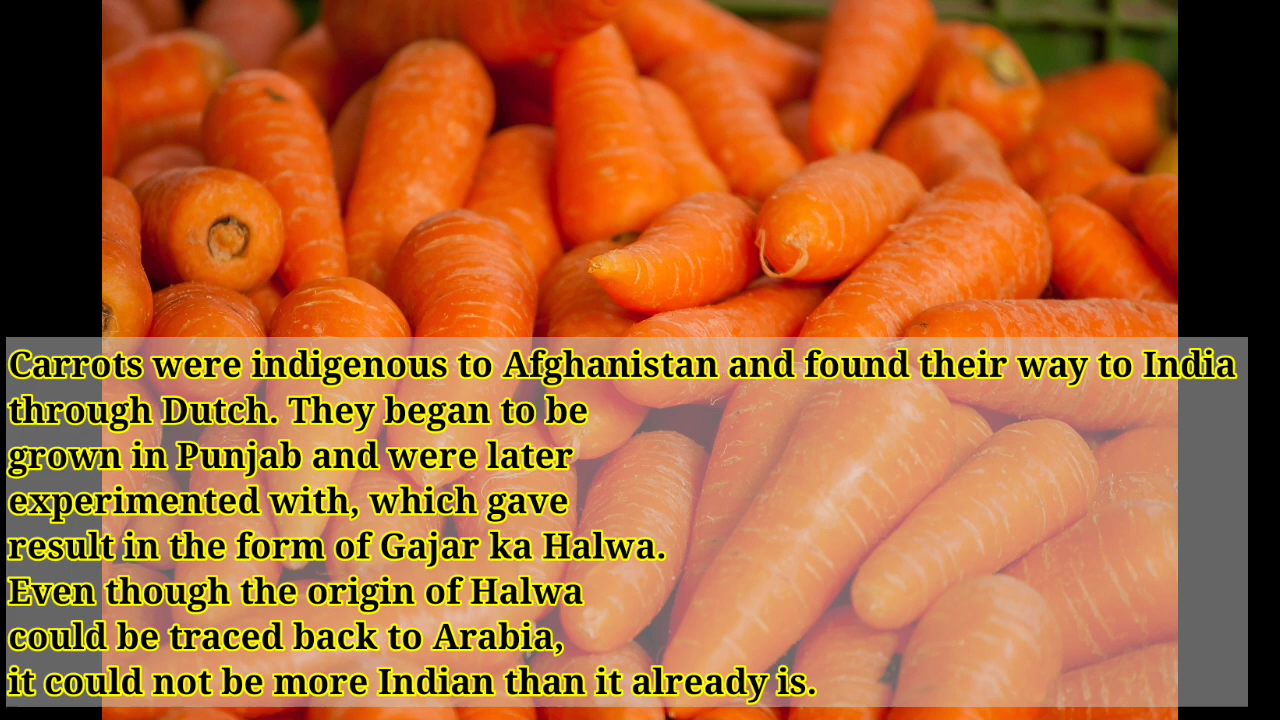 Carrots were indigenous to Afghanistan and found their way to India
through Dutch. They began to be
grown in Punjab and were later
experimented with, which gave
result in the form of Gajar ka Halwa.
Even though the origin of Halwa
could be traced back to Arabia,
it could not be more Indian than it already is.